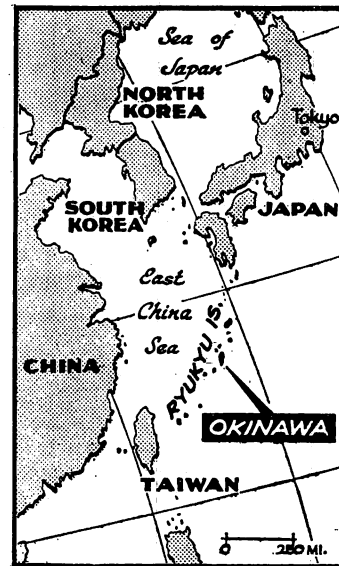 Sea of
Japan
NORTH
KOREA
Tokyo
SOUTH
KOREA
JAPAN
East
China
Sea
CHINA
RYUKYU IS.
OKINAWA
TAIWAN
0 250 MI.